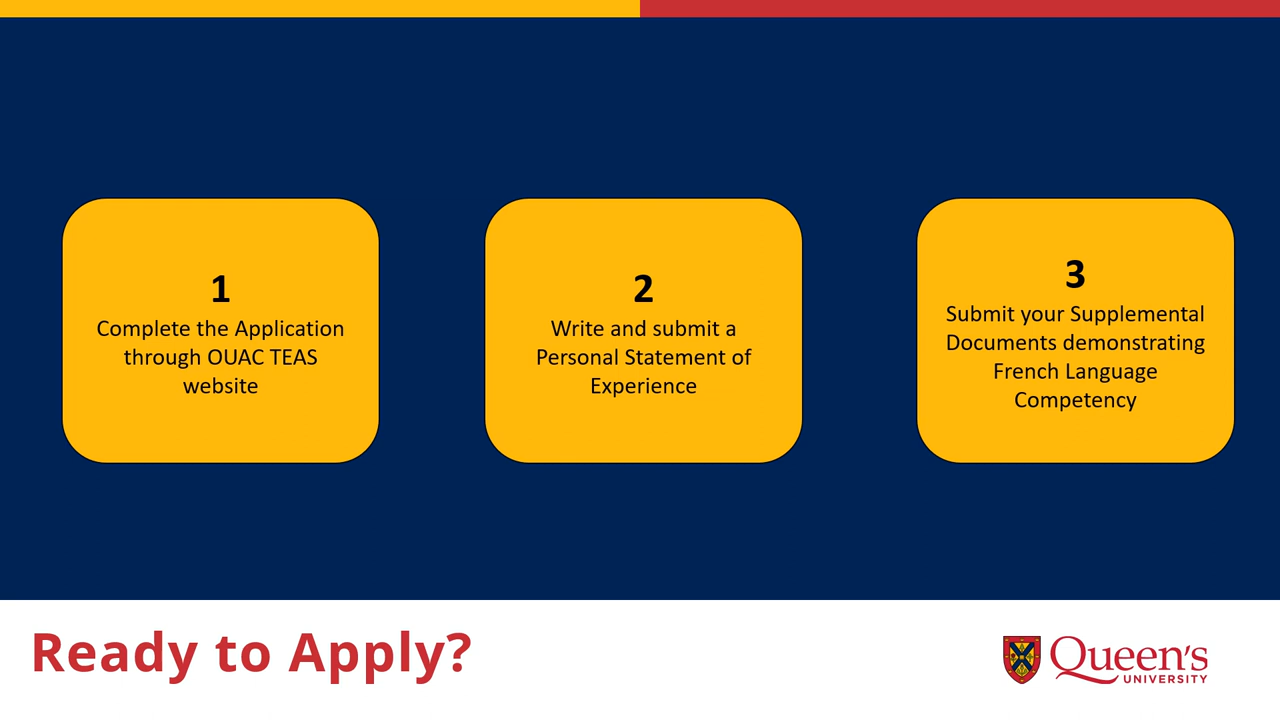 1
Complete the Application
through OUAC TEAS
website
2
Write and submit a
Personal Statement of
Experience
3
Submit your Supplemental
Documents demonstrating
French Language
Competency
Ready to Apply?
Queen's
UNIVERSITY